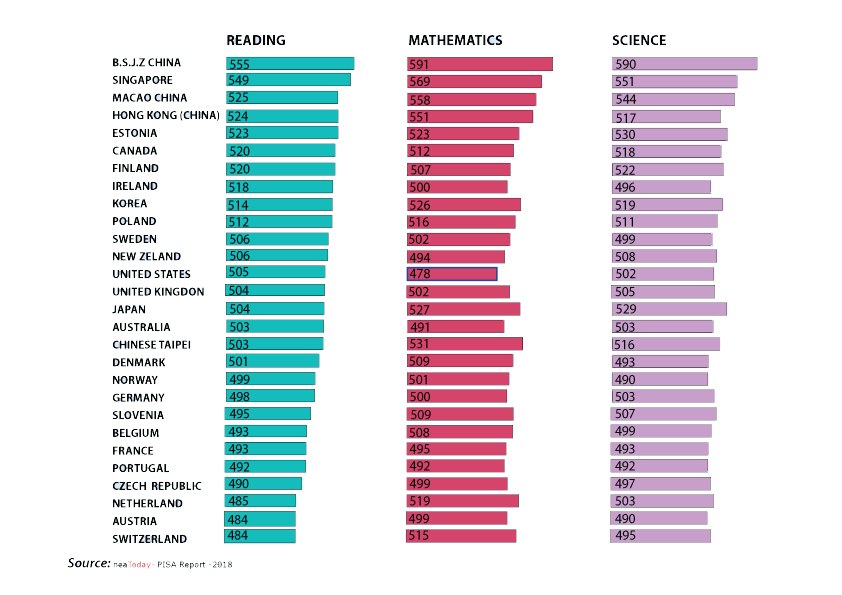 READING MATHEMATICS SCIENCE
B.S.J.Z CHINA 555 591 590
SINGAPORE 549 569 551
MACAO CHINA 525 558 544
HONG KONG (CHINA) 524 551 517
ESTONIA 523 523 530
CANADA 520 512 518
FINLAND 520 507 522
IRELAND 518 500 496
KOREA 514 526 519
POLAND 512 516 511
SWEDEN 506 502 499
NEW ZELAND 506 494 508
UNITED STATES 505 478 502
UNITED KINGDON 504 502 505
JAPAN 504 527 529
AUSTRALIA 503 491 503
CHINESE TAIPEI 503 531 516
DENMARK 501 509 493
NORWAY 499 501 490
GERMANY 498 500 503
SLOVENIA 495 509 507
BELGIUM 493 508 499
FRANCE 493 495 493
PORTUGAL 492 492 492
CZECH REPUBLIC 490 499 497
NETHERLAND 485 519 503
AUSTRIA 484 499 490
SWITZERLAND 484 515 495
Source: neaToday- PISA Report -2018